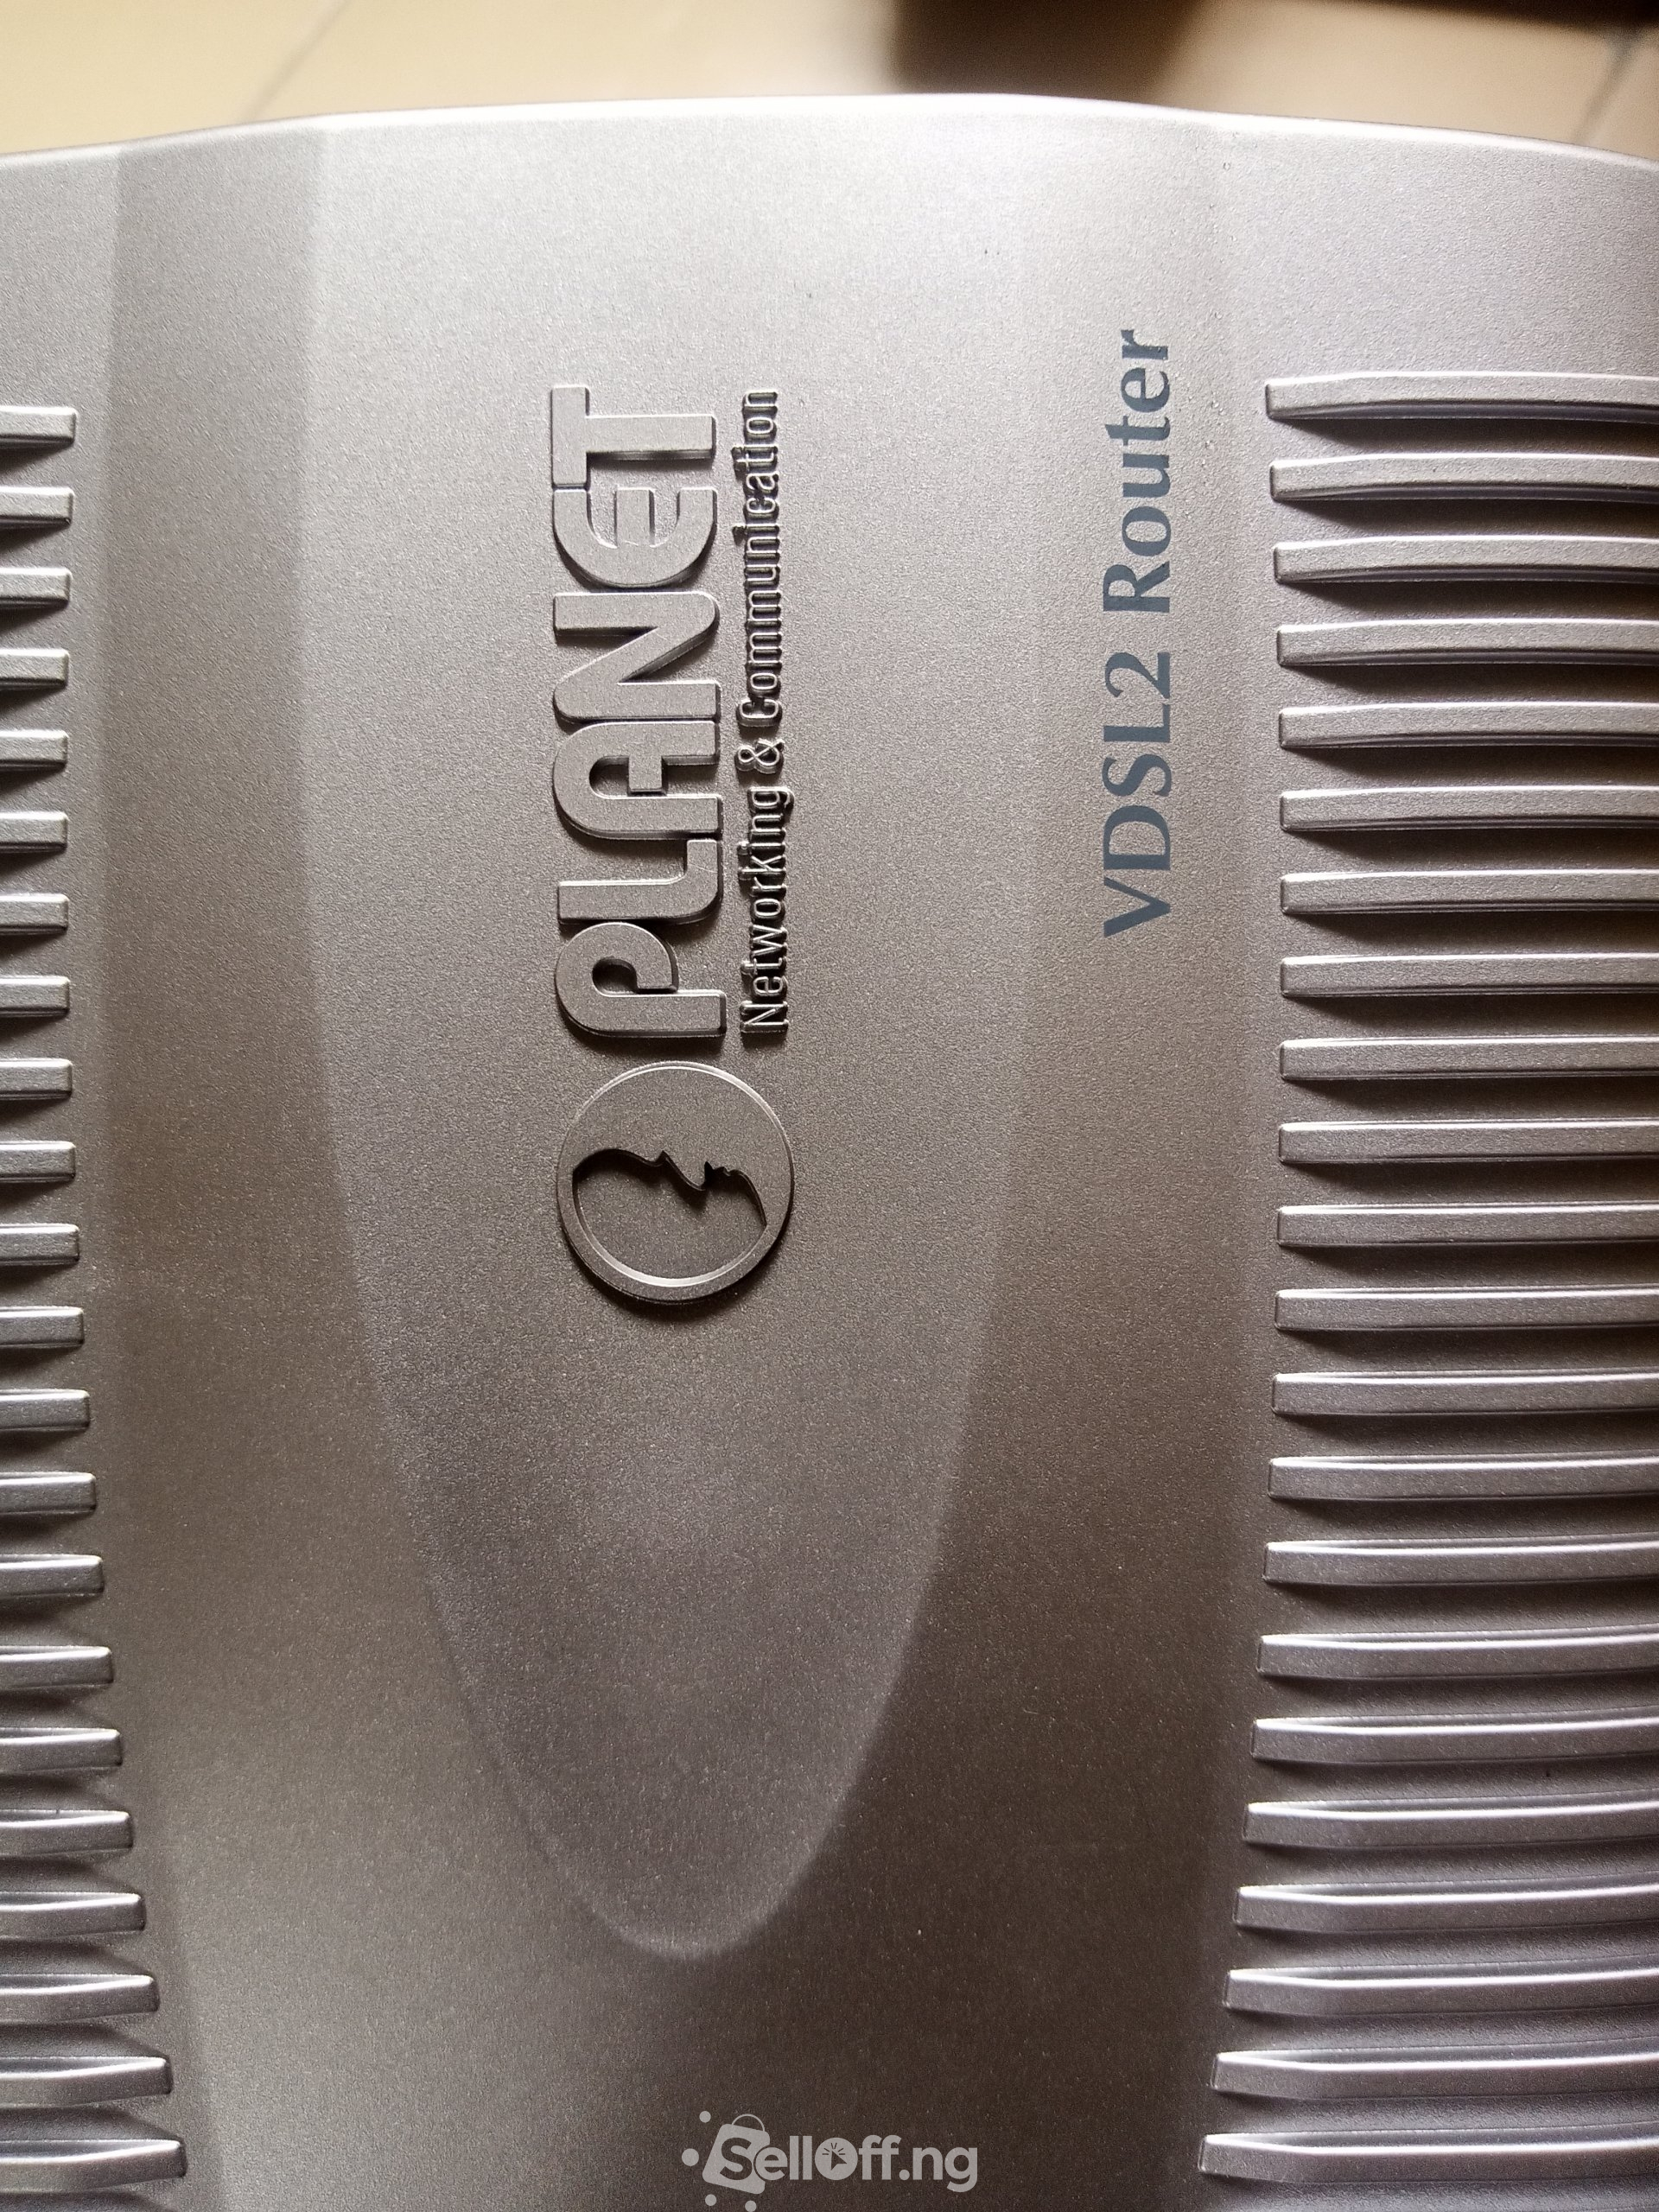 PLANET
Networking & Communication
VDSL2 Router
SellOff.ng